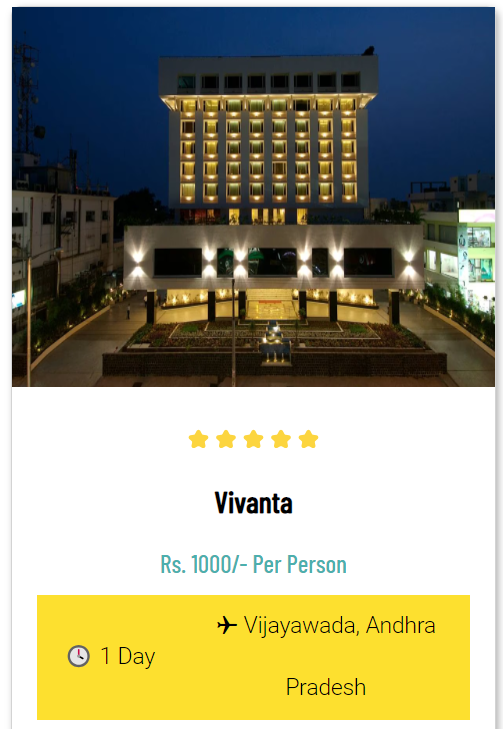 Vivanta
Rs. 1000/- Per Person
1 Day
Vijayawada, Andhra
Pradesh